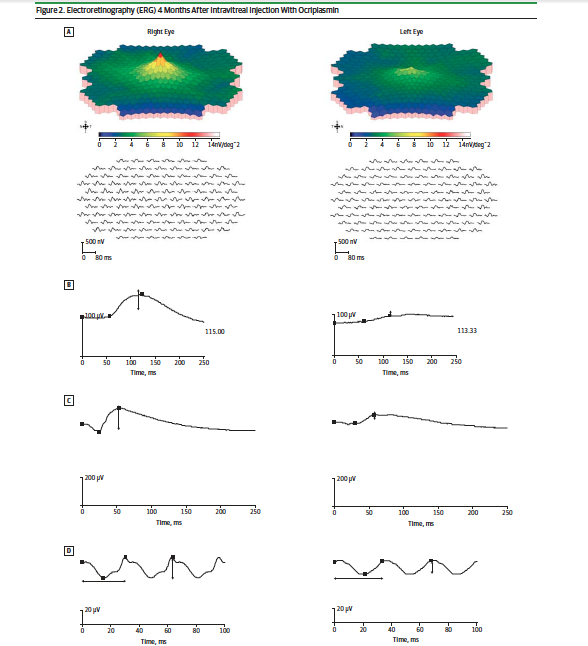 Figure 2. Electroretinography (ERG) 4 Months After Intravitreal Injection With Ocriplasmin
A
Right Eye
Left Eye
0 2 4 6 8 10 12 14nV/deg^2
0 2 4 6 8 10 12 14nV/deg^2
500 nV
0 80 ms
500 nV
0 80 ms
B
100 µV
115.00
0 50 100 150 200 250
Time, ms
100 µV
113.33
0 50 100 150 200 250
Time, ms
C
200 µV
0 50 100 150 200 250
Time, ms
200 µV
0 50 100 150 200 250
Time, ms
D
20 µV
0 20 40 60 80 100
Time, ms
20 µV
0 20 40 60 80 100
Time, ms